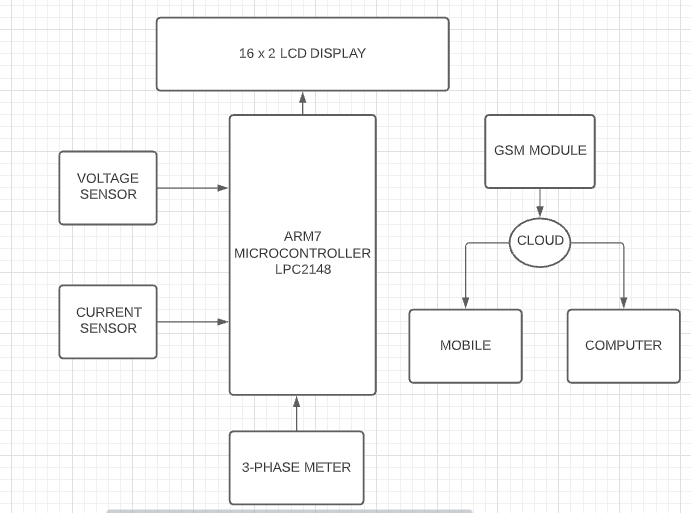 16 x 2 LCD DISPLAY
GSM MODULE
VOLTAGE
SENSOR
ARM7
MICROCONTROLLER
LPC2148
CLOUD
CURRENT
SENSOR
MOBILE
COMPUTER
3-PHASE METER